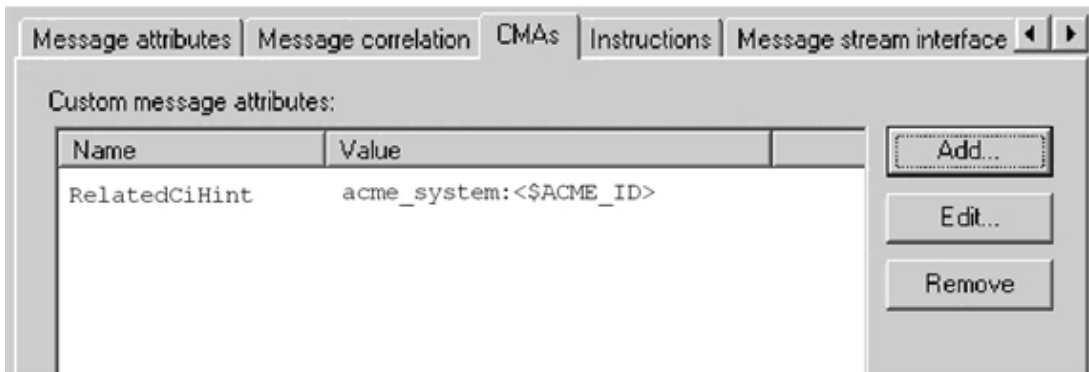 Message attributes Message correlation CMAs Instructions Message stream interface
Custom message attributes:
Name Value
Add...
RelatedCiHint acme_system:<$ACME_ID>
Edit...
Remove